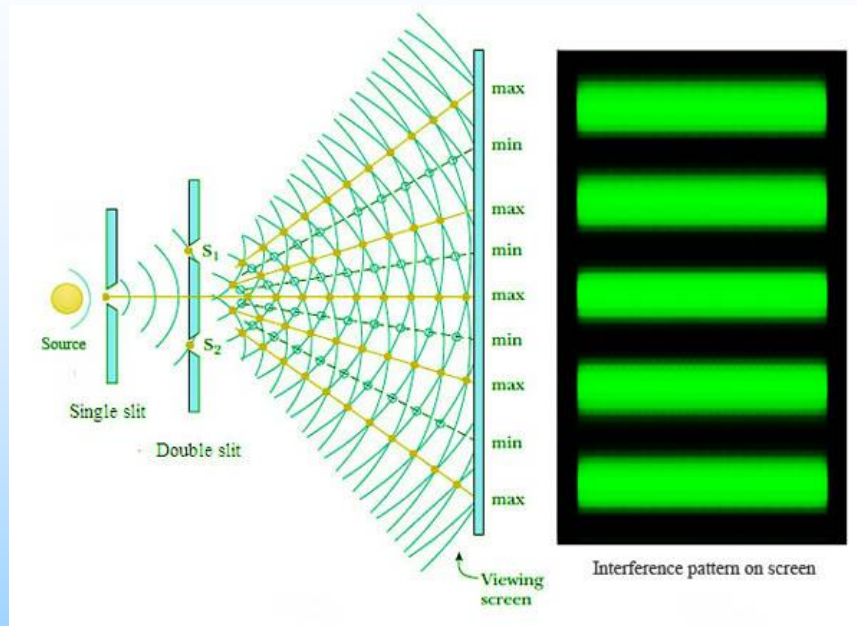 max
min
max
S1
min
max
Source
S2
min
max
Single slit
Double slit
min
max
Viewing
screen
Interference pattern on screen